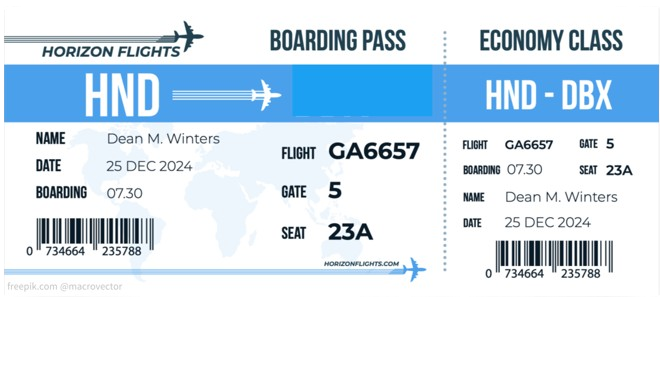 HORIZON FLIGHTS
BOARDING PASS
ECONOMY CLASS
HND
HND - DBX
NAME Dean M. Winters
DATE 25 DEC 2024
BOARDING 07.30
0 734664 235788
FLIGHT GA6657
GATE 5
SEAT 23A
HORIZONFLIGHTS.COM
FLIGHT GA6657 GATE 5
BOARDING 07.30 SEAT 23A
NAME Dean M. Winters
DATE 25 DEC 2024
0 734664 235788
freepik.com @macrovector